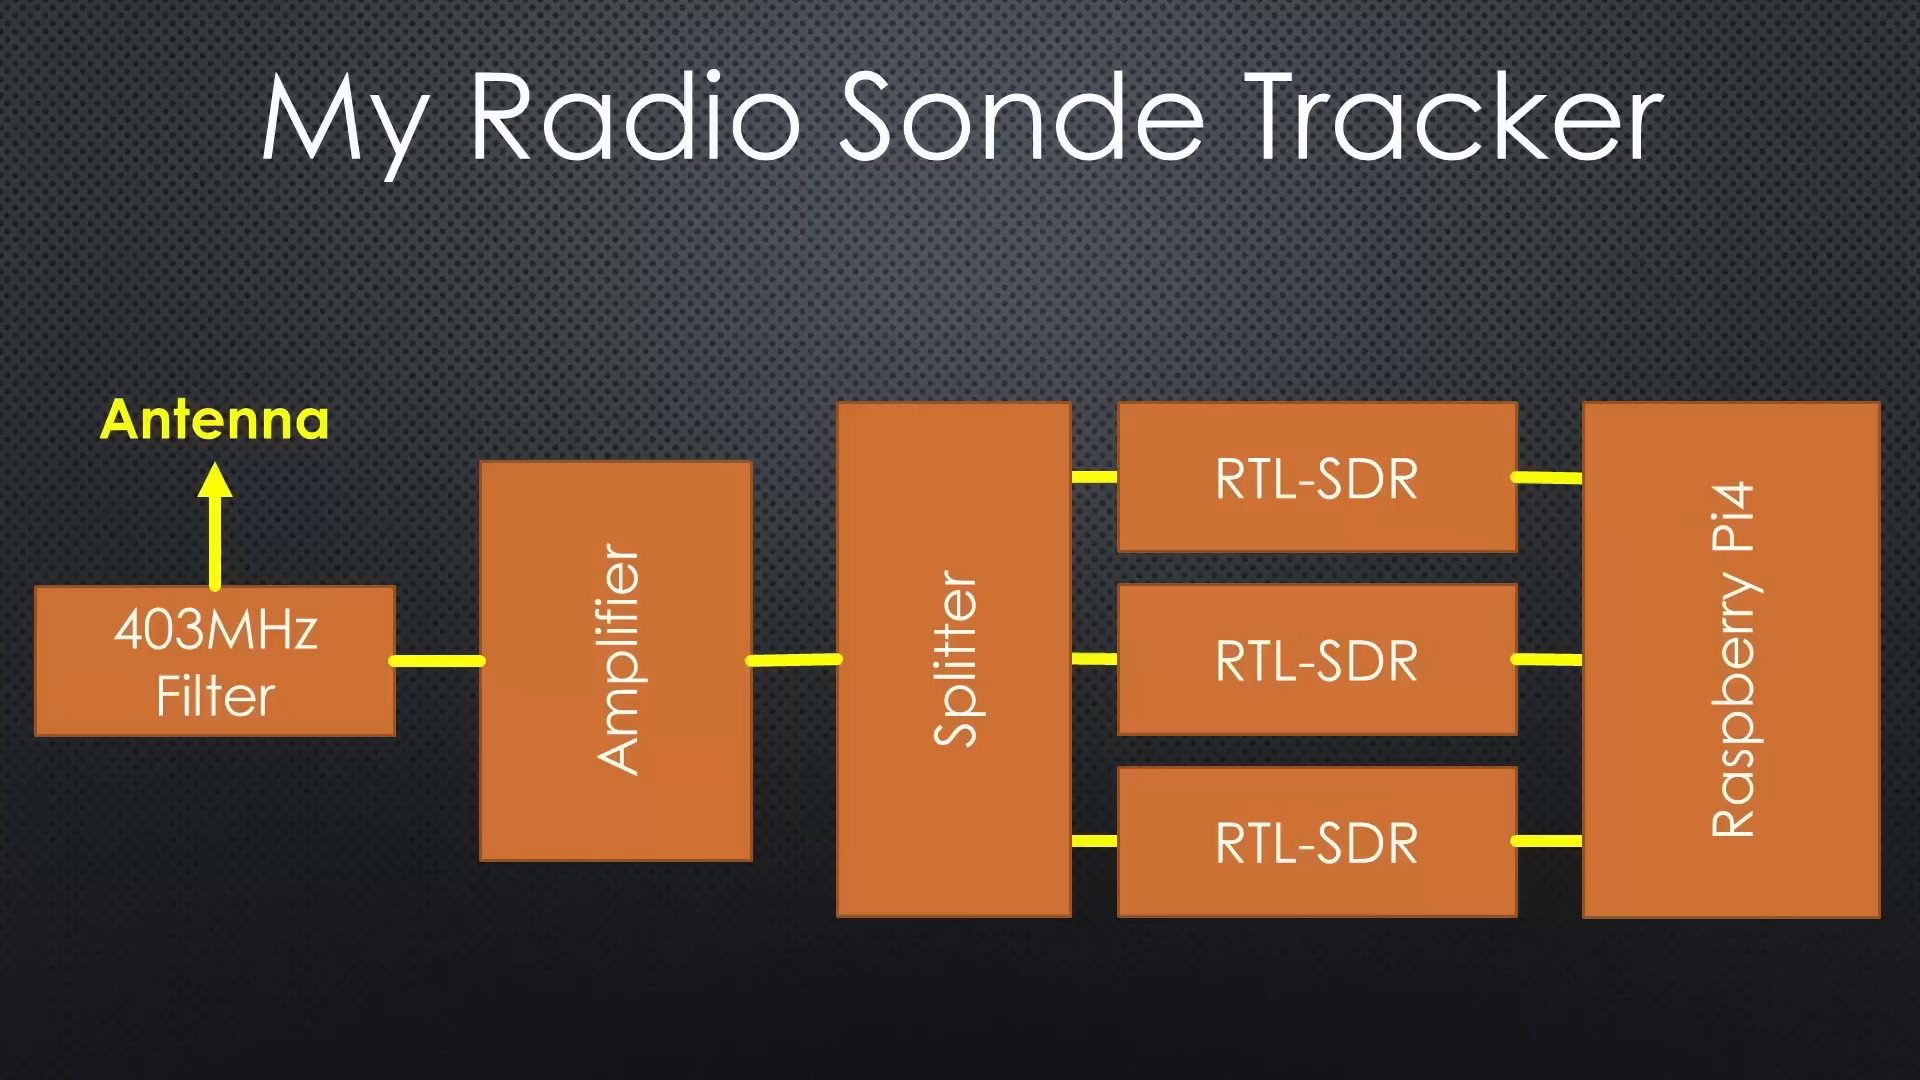 My Radio Sonde Tracker
Antenna
403MHz
Filter
Amplifier
Splitter
RTL-SDR
RTL-SDR
RTL-SDR
Raspberry Pi4